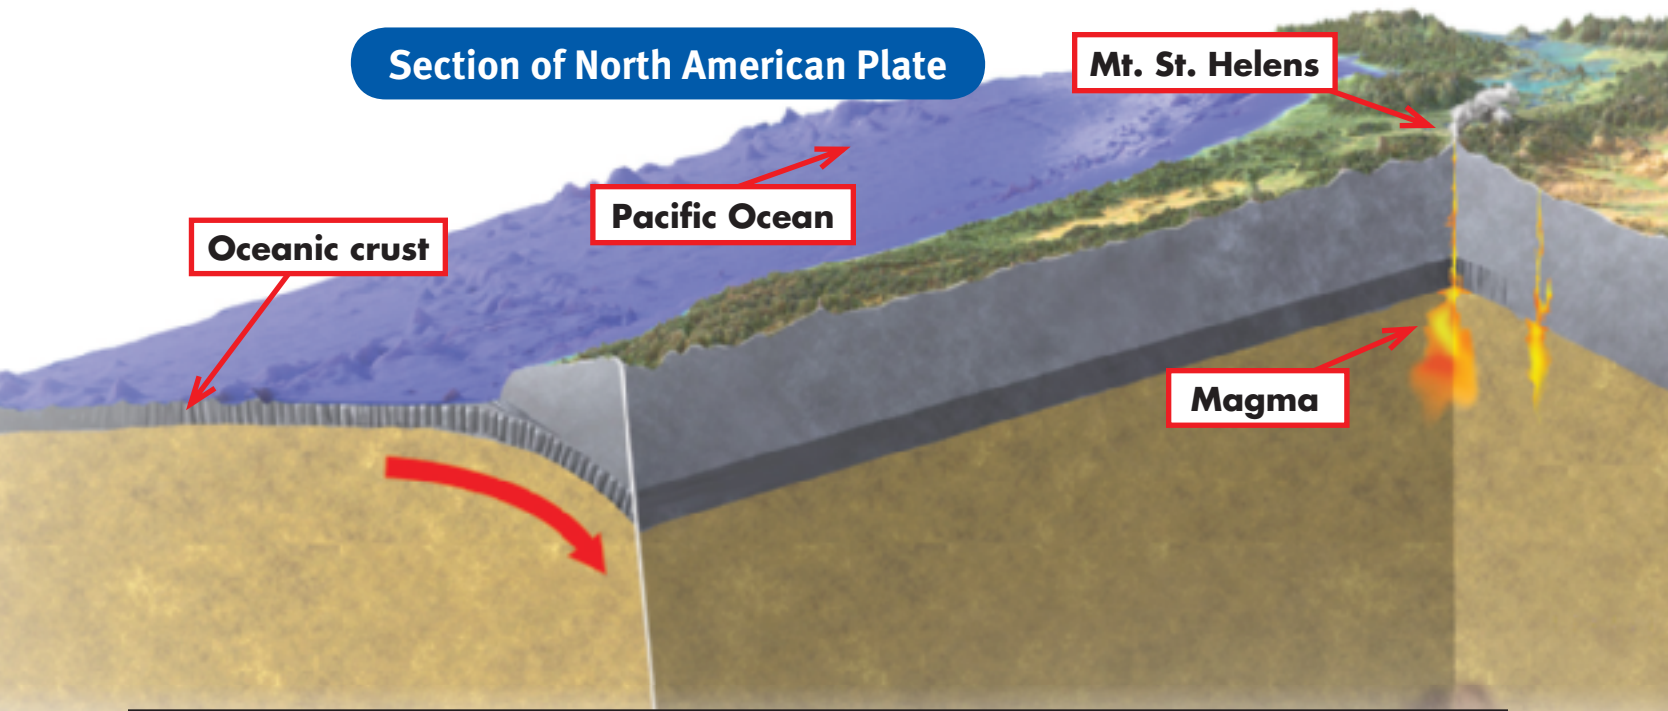 Section of North American Plate
Mt. St. Helens
Pacific Ocean
Oceanic crust
Magma